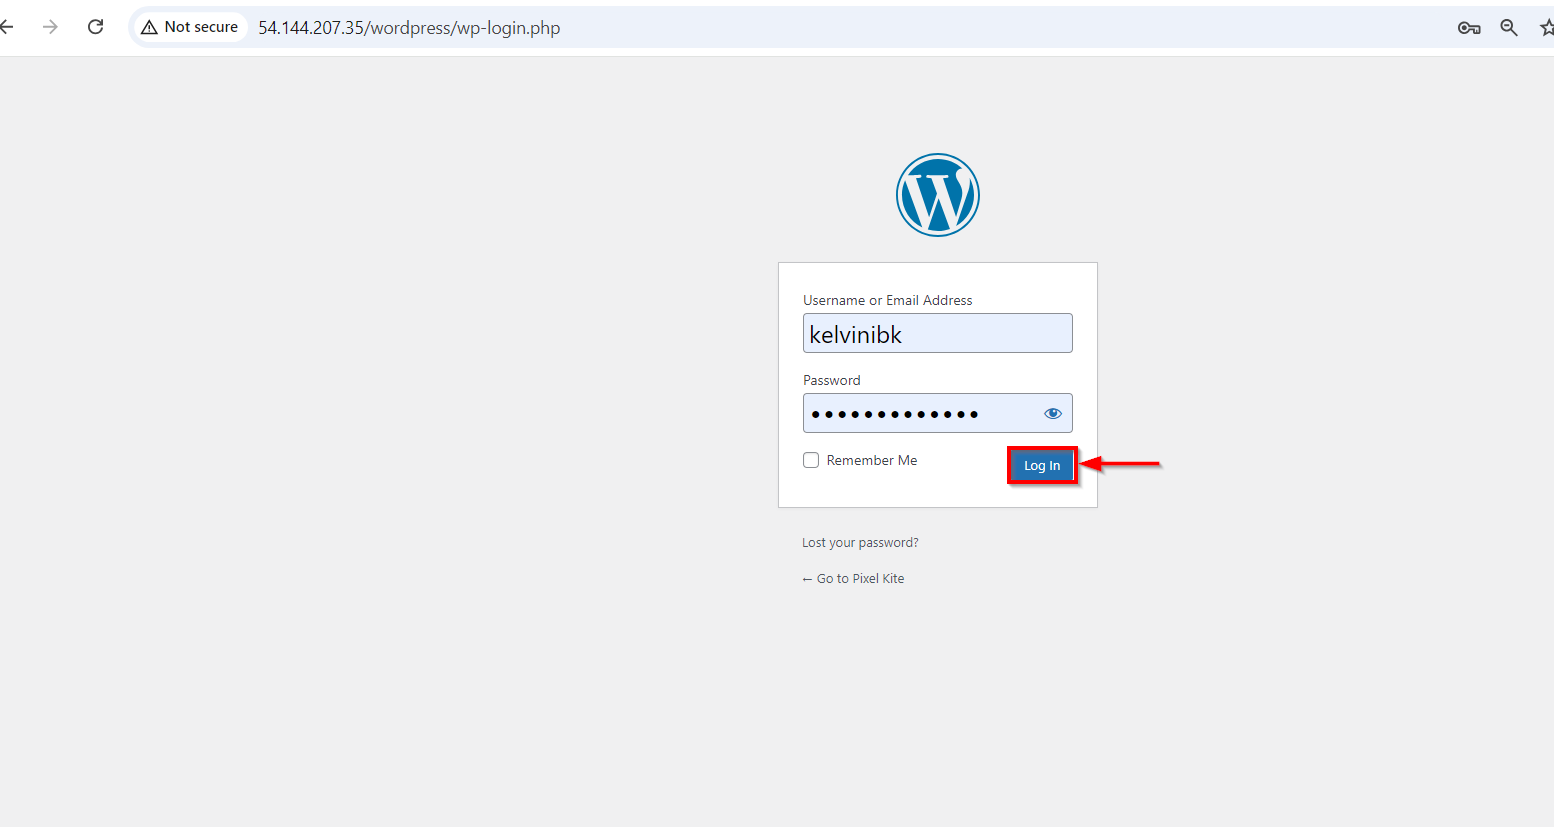 Not secure 54.144.207.35/wordpress/wp-login.php
Username or Email Address
kelvinibk
Password
•••••••••••••
Remember Me
Log In
Lost your password?
← Go to Pixel Kite